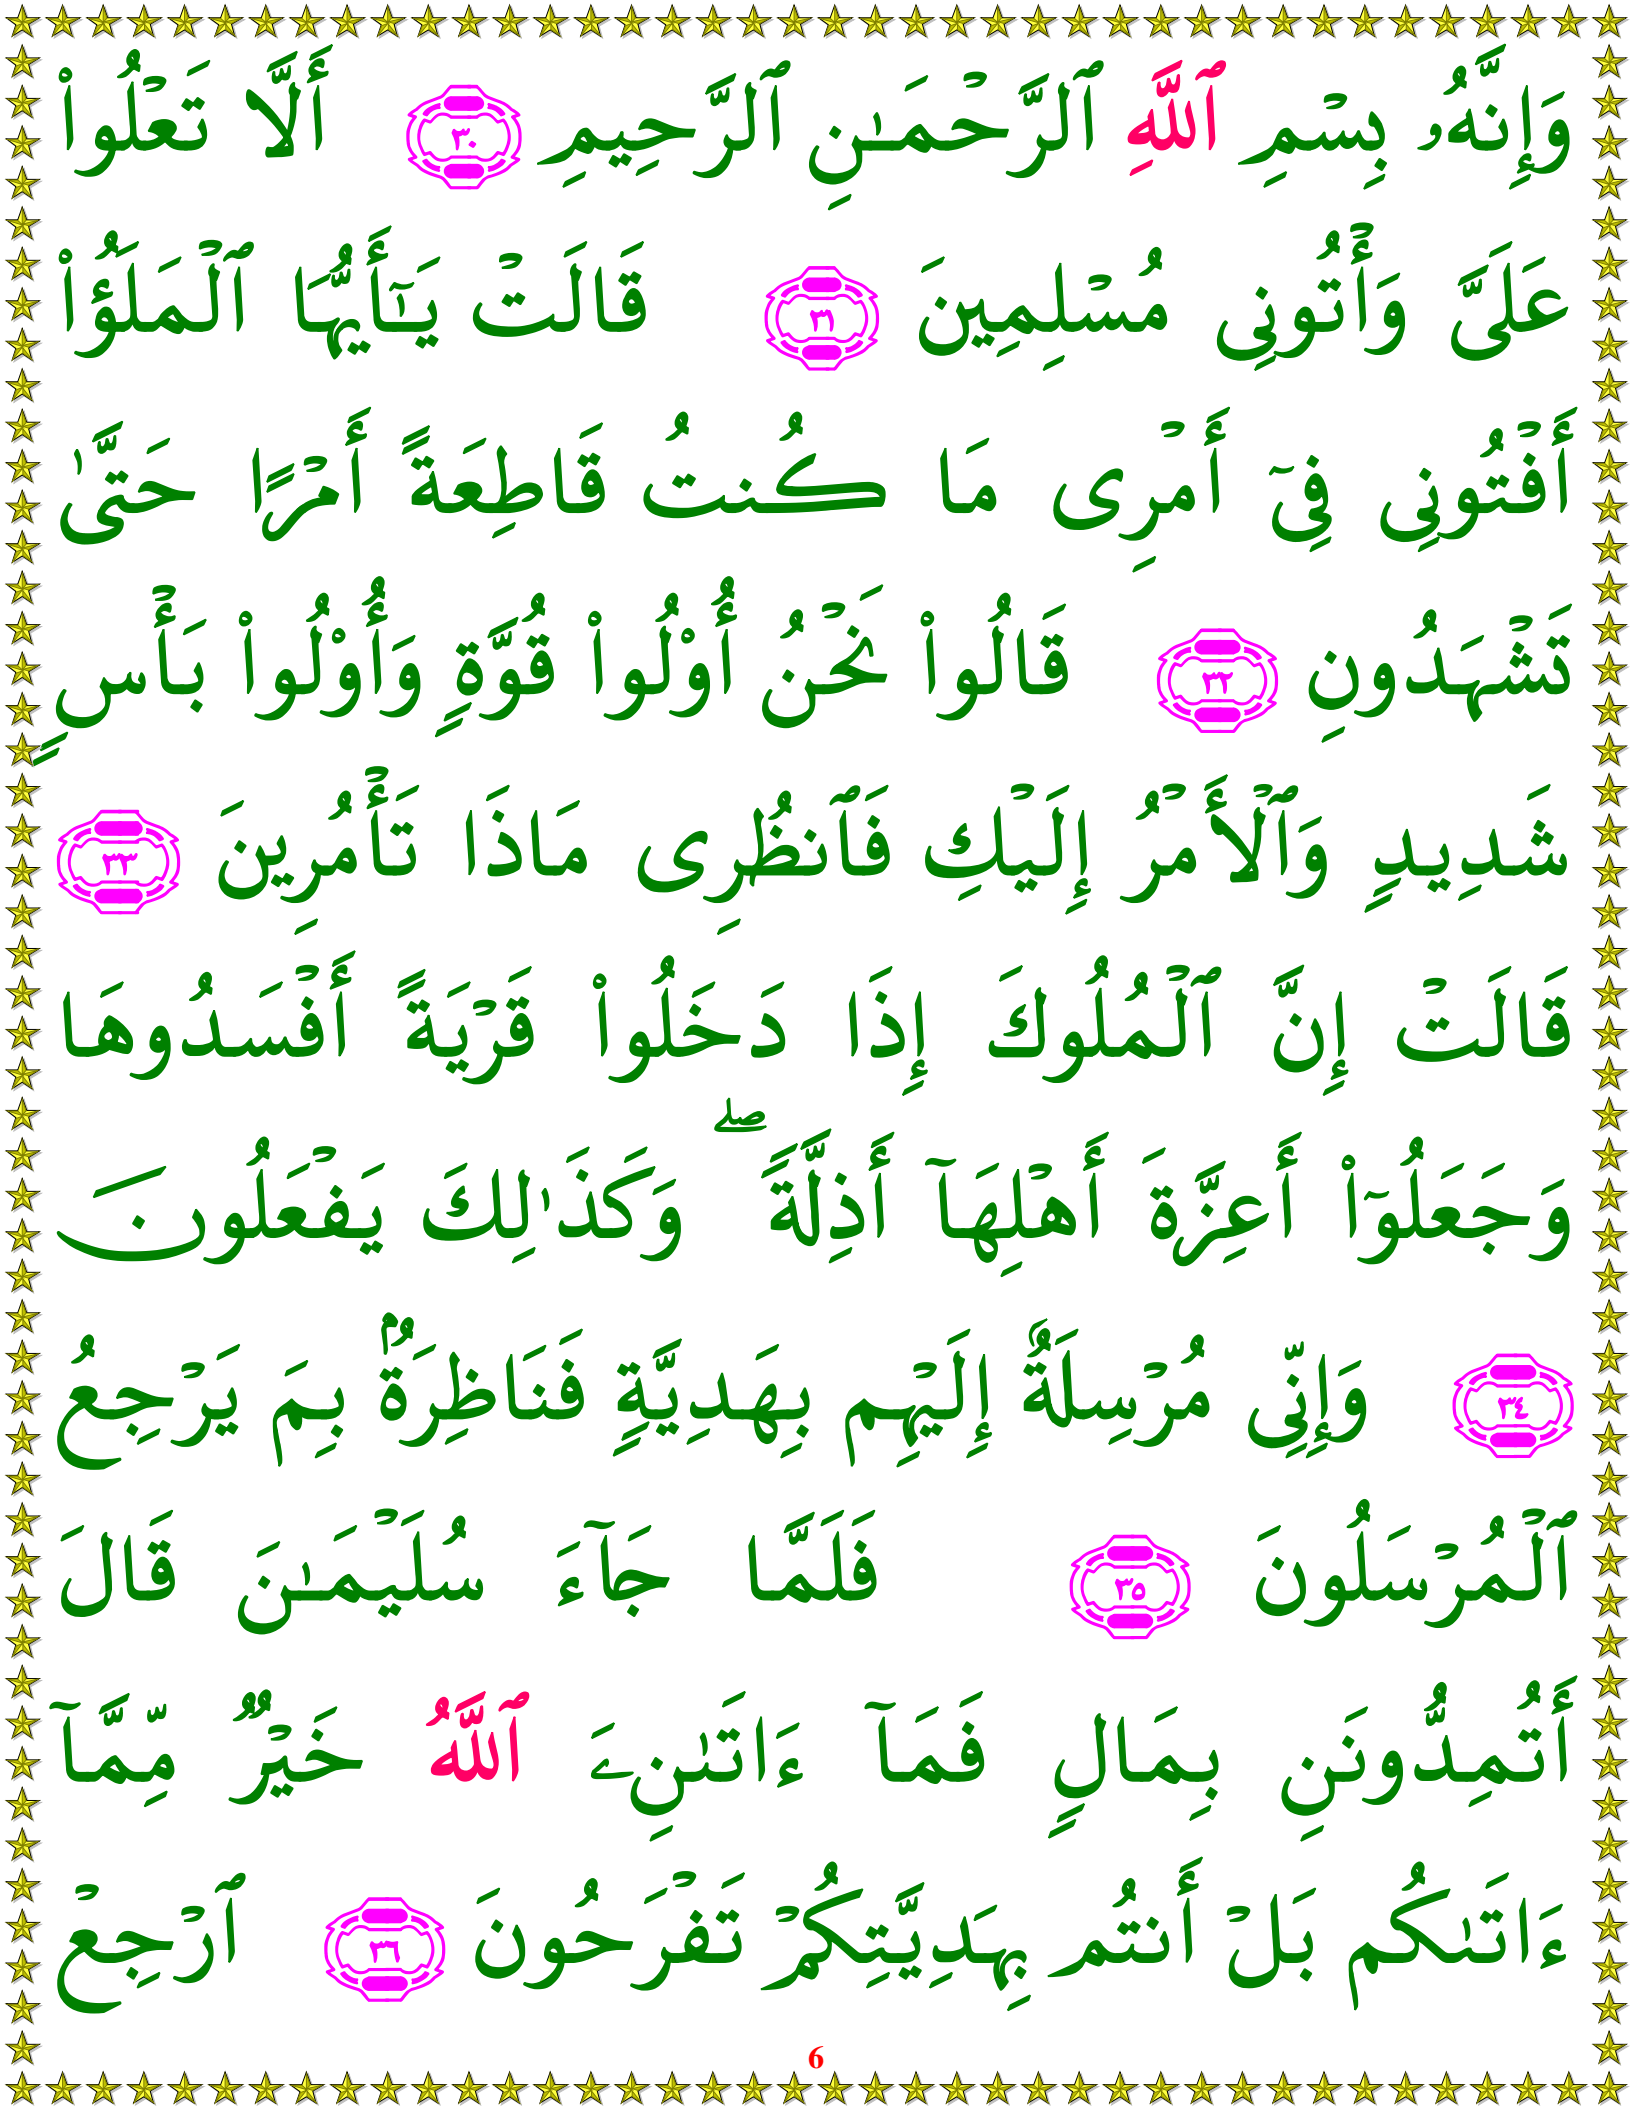 وَإِنَّهُۥ بِسْمِ ٱللَّهِ ٱلرَّحْمَـٰنِ ٱلرَّحِيمِ ٣٠ أَلَّا تَعْلُوا۟
عَلَىَّ وَأْتُونِى مُسْلِمِينَ ٣١ قَالَتْ يَـٰٓأَيُّهَا ٱلْمَلَؤُا۟
أَفْتُونِى فِىٓ أَمْرِى مَا كُنتُ قَاطِعَةً أَمْرًا حَتَّىٰ
تَشْهَدُونِ ٣٢ قَالُوا۟ نَحْنُ أُو۟لُوا۟ قُوَّةٍ وَأُو۟لُوا۟ بَأْسٍ
شَدِيدٍ وَٱلْأَمْرُ إِلَيْكِ فَٱنظُرِى مَاذَا تَأْمُرِينَ ٣٣
قَالَتْ إِنَّ ٱلْمُلُوكَ إِذَا دَخَلُوا۟ قَرْيَةً أَفْسَدُوهَا
وَجَعَلُوٓا۟ أَعِزَّةَ أَهْلِهَآ أَذِلَّةً ۖ وَكَذَٰلِكَ يَفْعَلُونَ
٣٤ وَإِنِّى مُرْسِلَةٌ إِلَيْهِم بِهَدِيَّةٍ فَنَاظِرَةٌۢ بِمَ يَرْجِعُ
ٱلْمُرْسَلُونَ ٣٥ فَلَمَّا جَآءَ سُلَيْمَـٰنَ قَالَ
أَتُمِدُّونَنِ بِمَالٍ فَمَآ ءَاتَىٰنِۦَ ٱللَّهُ خَيْرٌ مِّمَّآ
ءَاتَىٰكُم بَلْ أَنتُم بِهَدِيَّتِكُمْ تَفْرَحُونَ ٣٦ ٱرْجِعْ
6